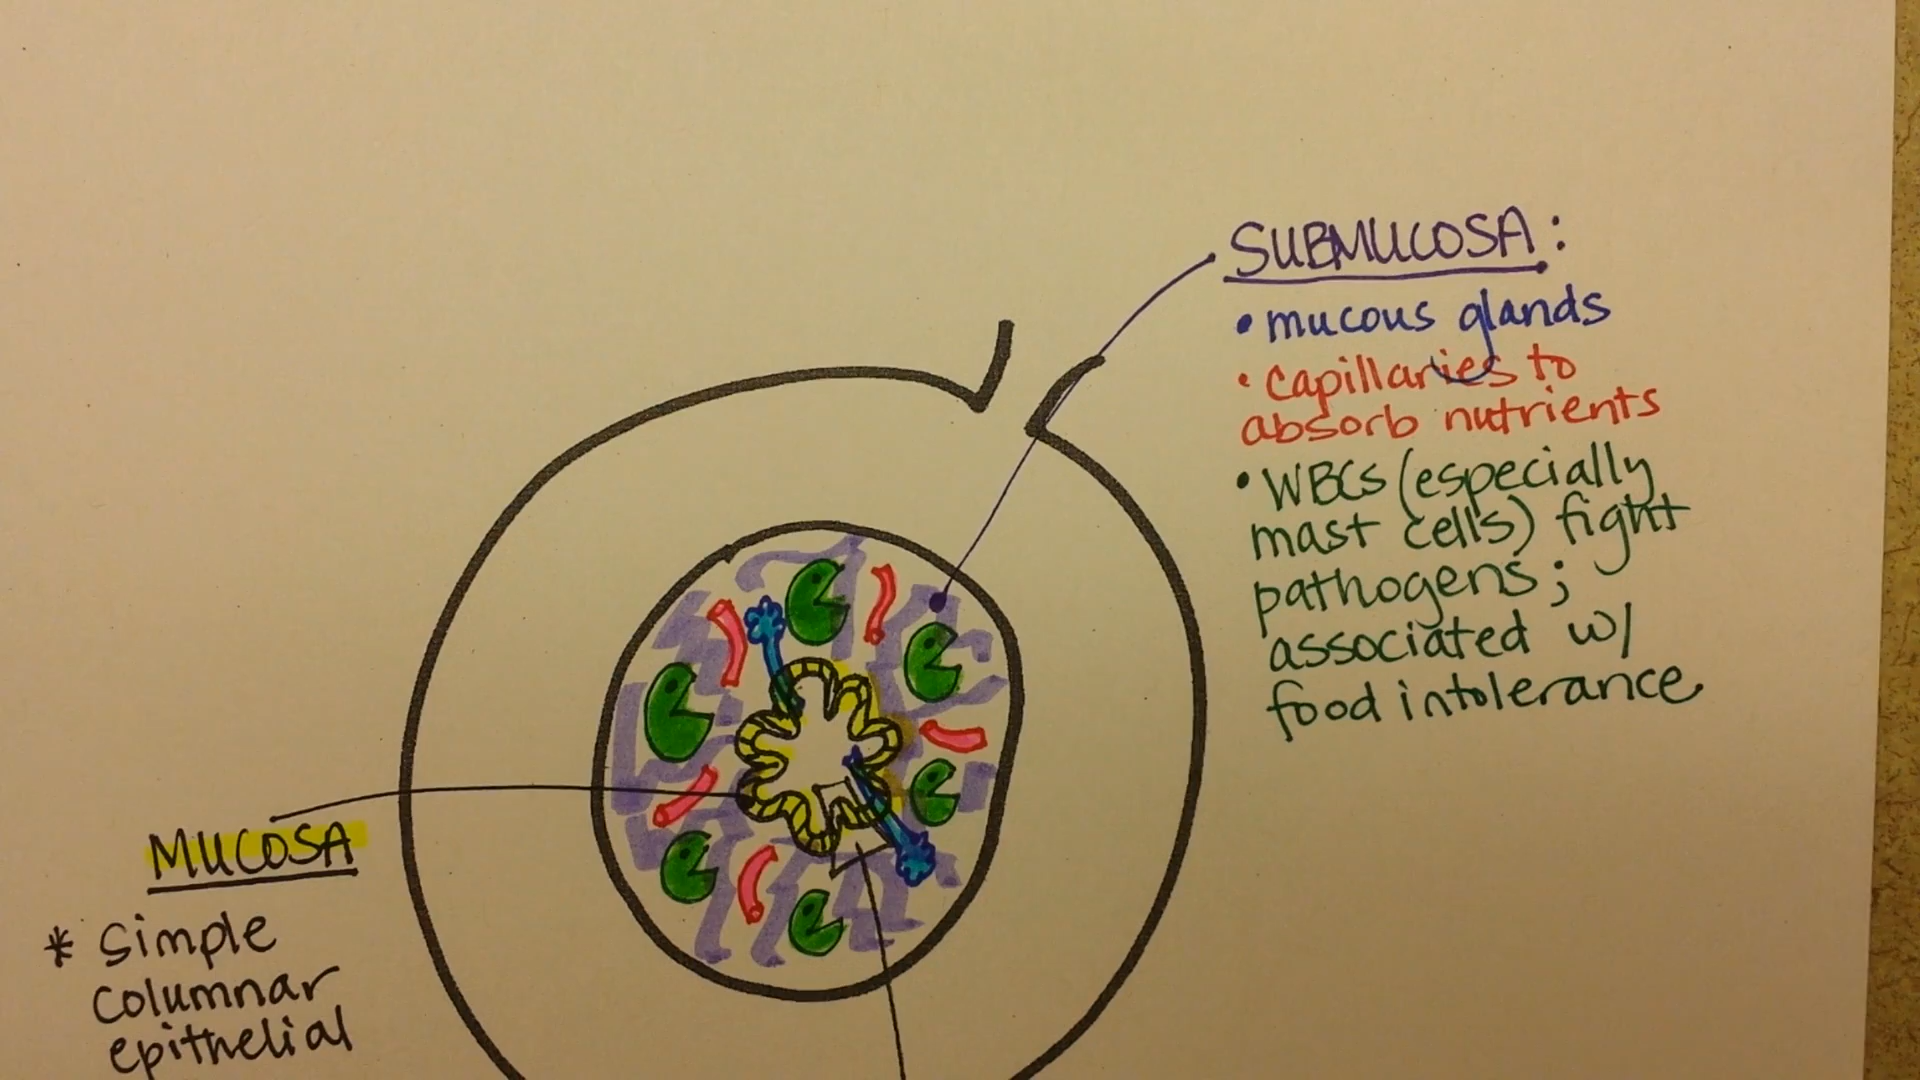 SUBMUCOSA:
• mucous glands
• capillaries to
absorb nutrients
• WBCs (especially
mast cells) fight
pathogens;
associated w/
food intolerance
MUCOSA
* simple
columnar
epithelial